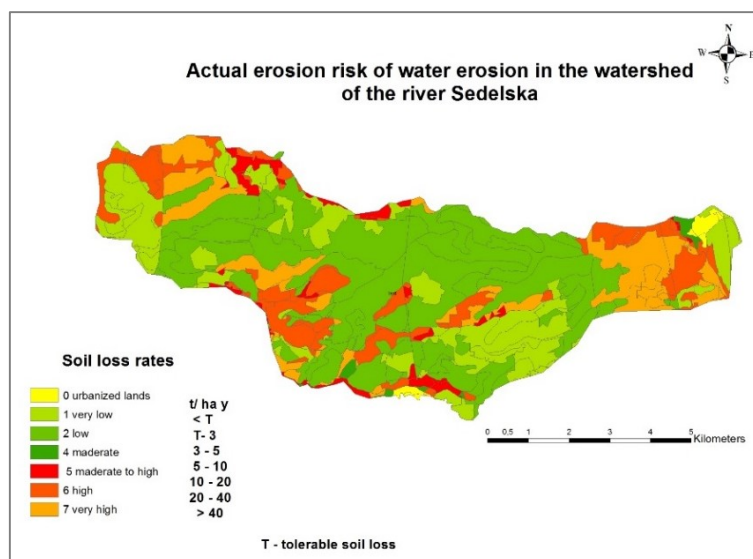 N
W E
S
Actual erosion risk of water erosion in the watershed
of the river Sedelska
Soil loss rates
0 urbanized lands
1 very low
2 low
4 maderate
5 maderate to high
6 high
7 very high
t/ ha y
< T
T- 3
3 - 5
5 - 10
10 - 20
20 - 40
> 40
0 0,5 1 2 3 4 5
Kilometers
T - tolerable soil loss